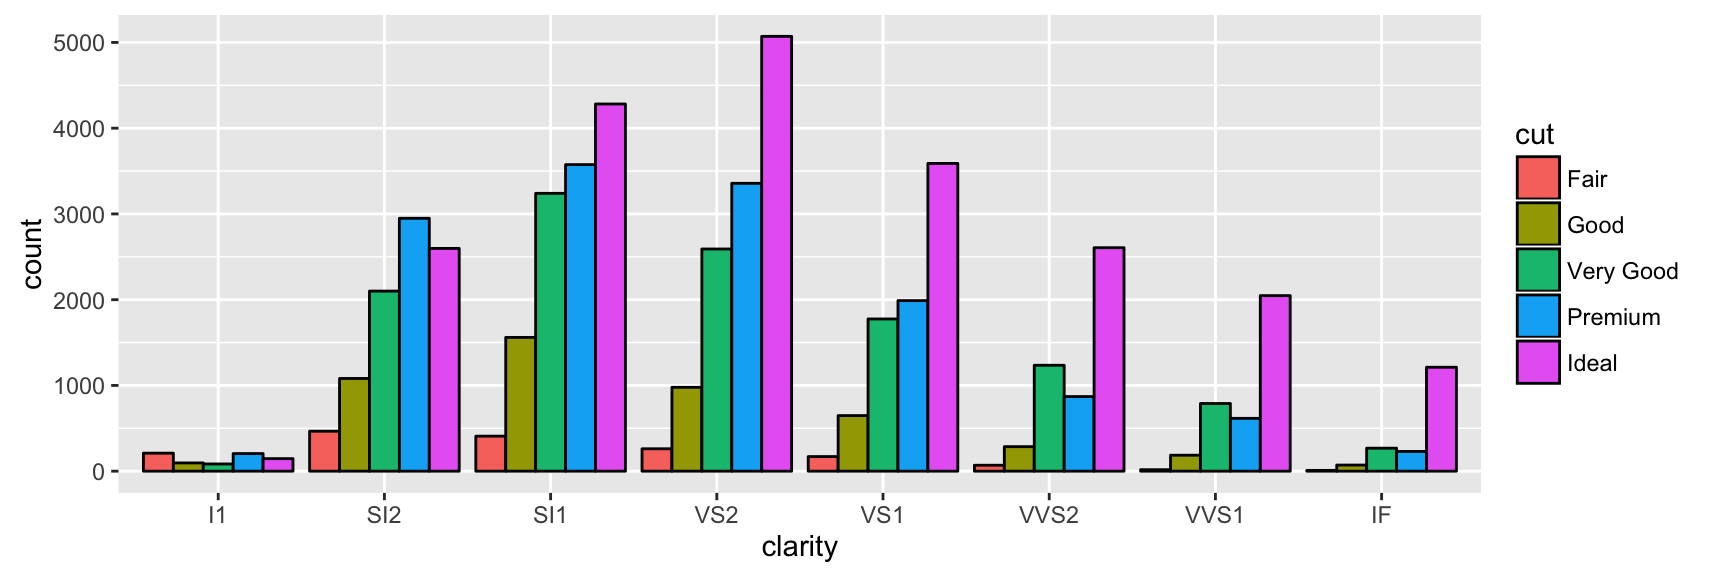 5000
4000
3000
2000
1000
0
count
I1 SI2 SI1 VS2 VS1 VVS2 VVS1 IF
clarity
cut
Fair
Good
Very Good
Premium
Ideal